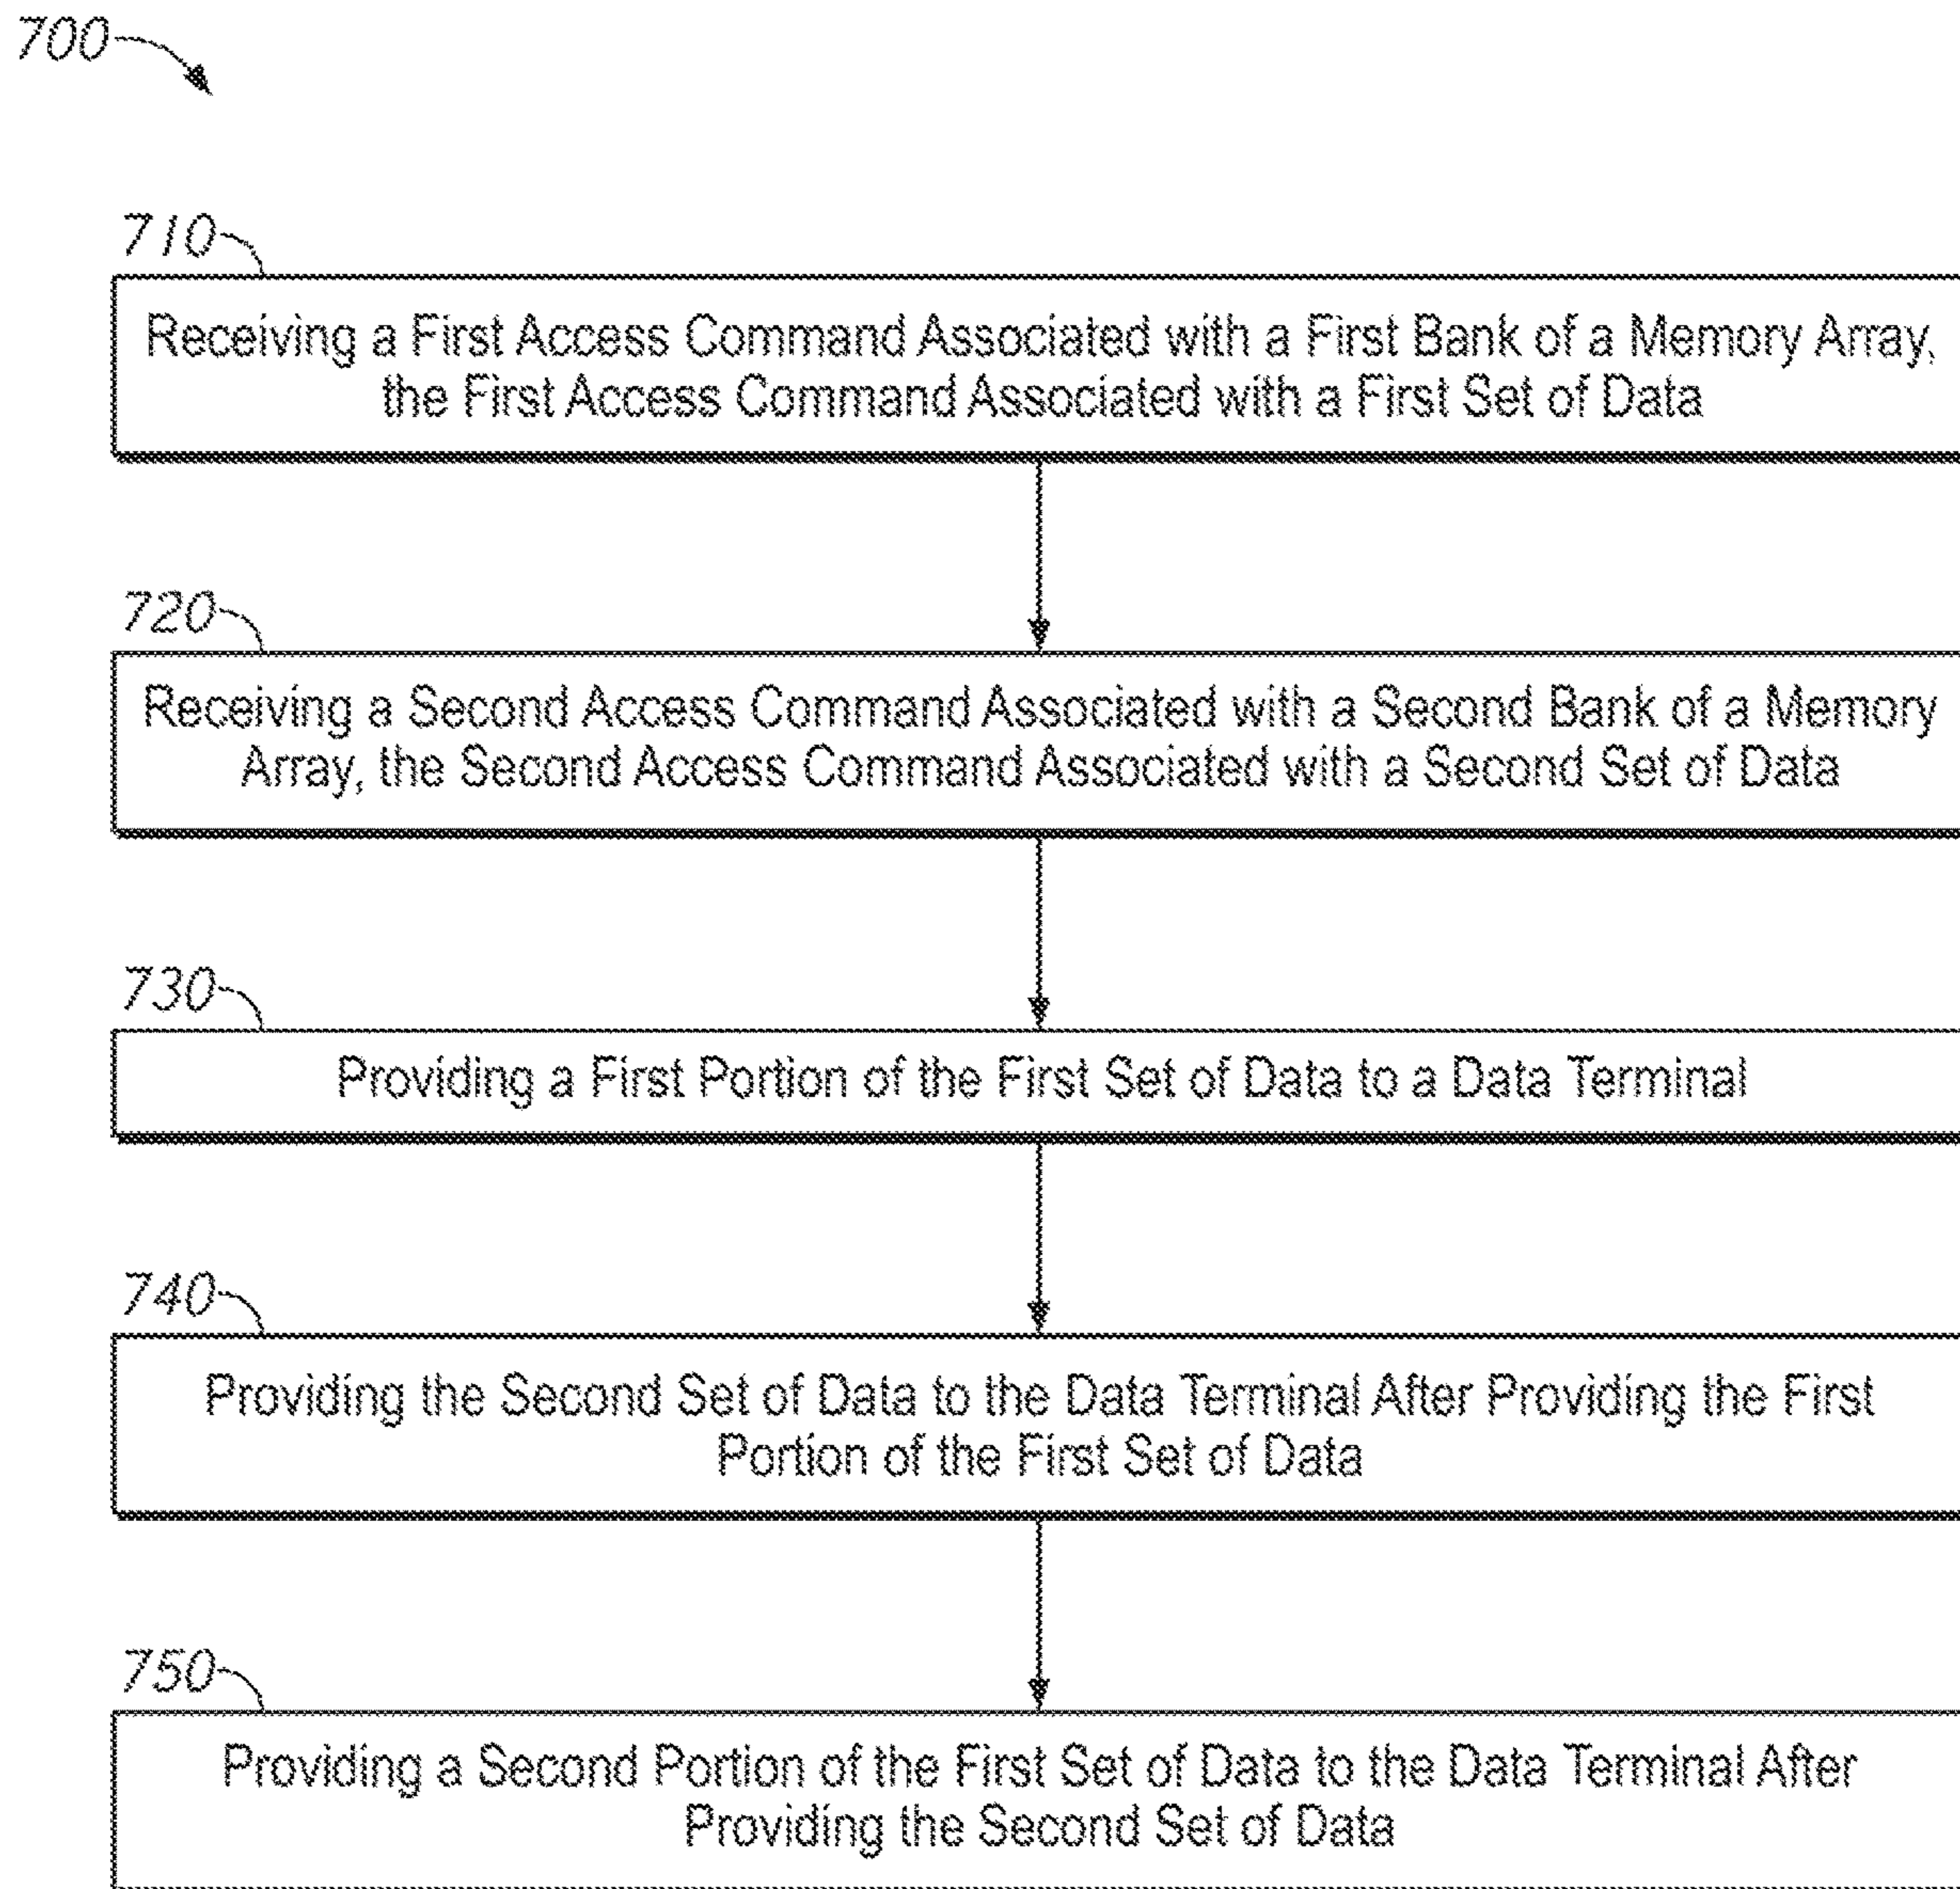 700
710
Receiving a First Access Command Associated with a First Bank of a Memory Array,
the First Access Command Associated with a First Set of Data
720
Receiving a Second Access Command Associated with a Second Bank of a Memory
Array, the Second Access Command Associated with a Second Set of Data
730
Providing a First Portion of the First Set of Data to a Data Terminal
740
Providing the Second Set of Data to the Data Terminal After Providing the First
Portion of the First Set of Data
750
Providing a Second Portion of the First Set of Data to the Data Terminal After
Providing the Second Set of Data